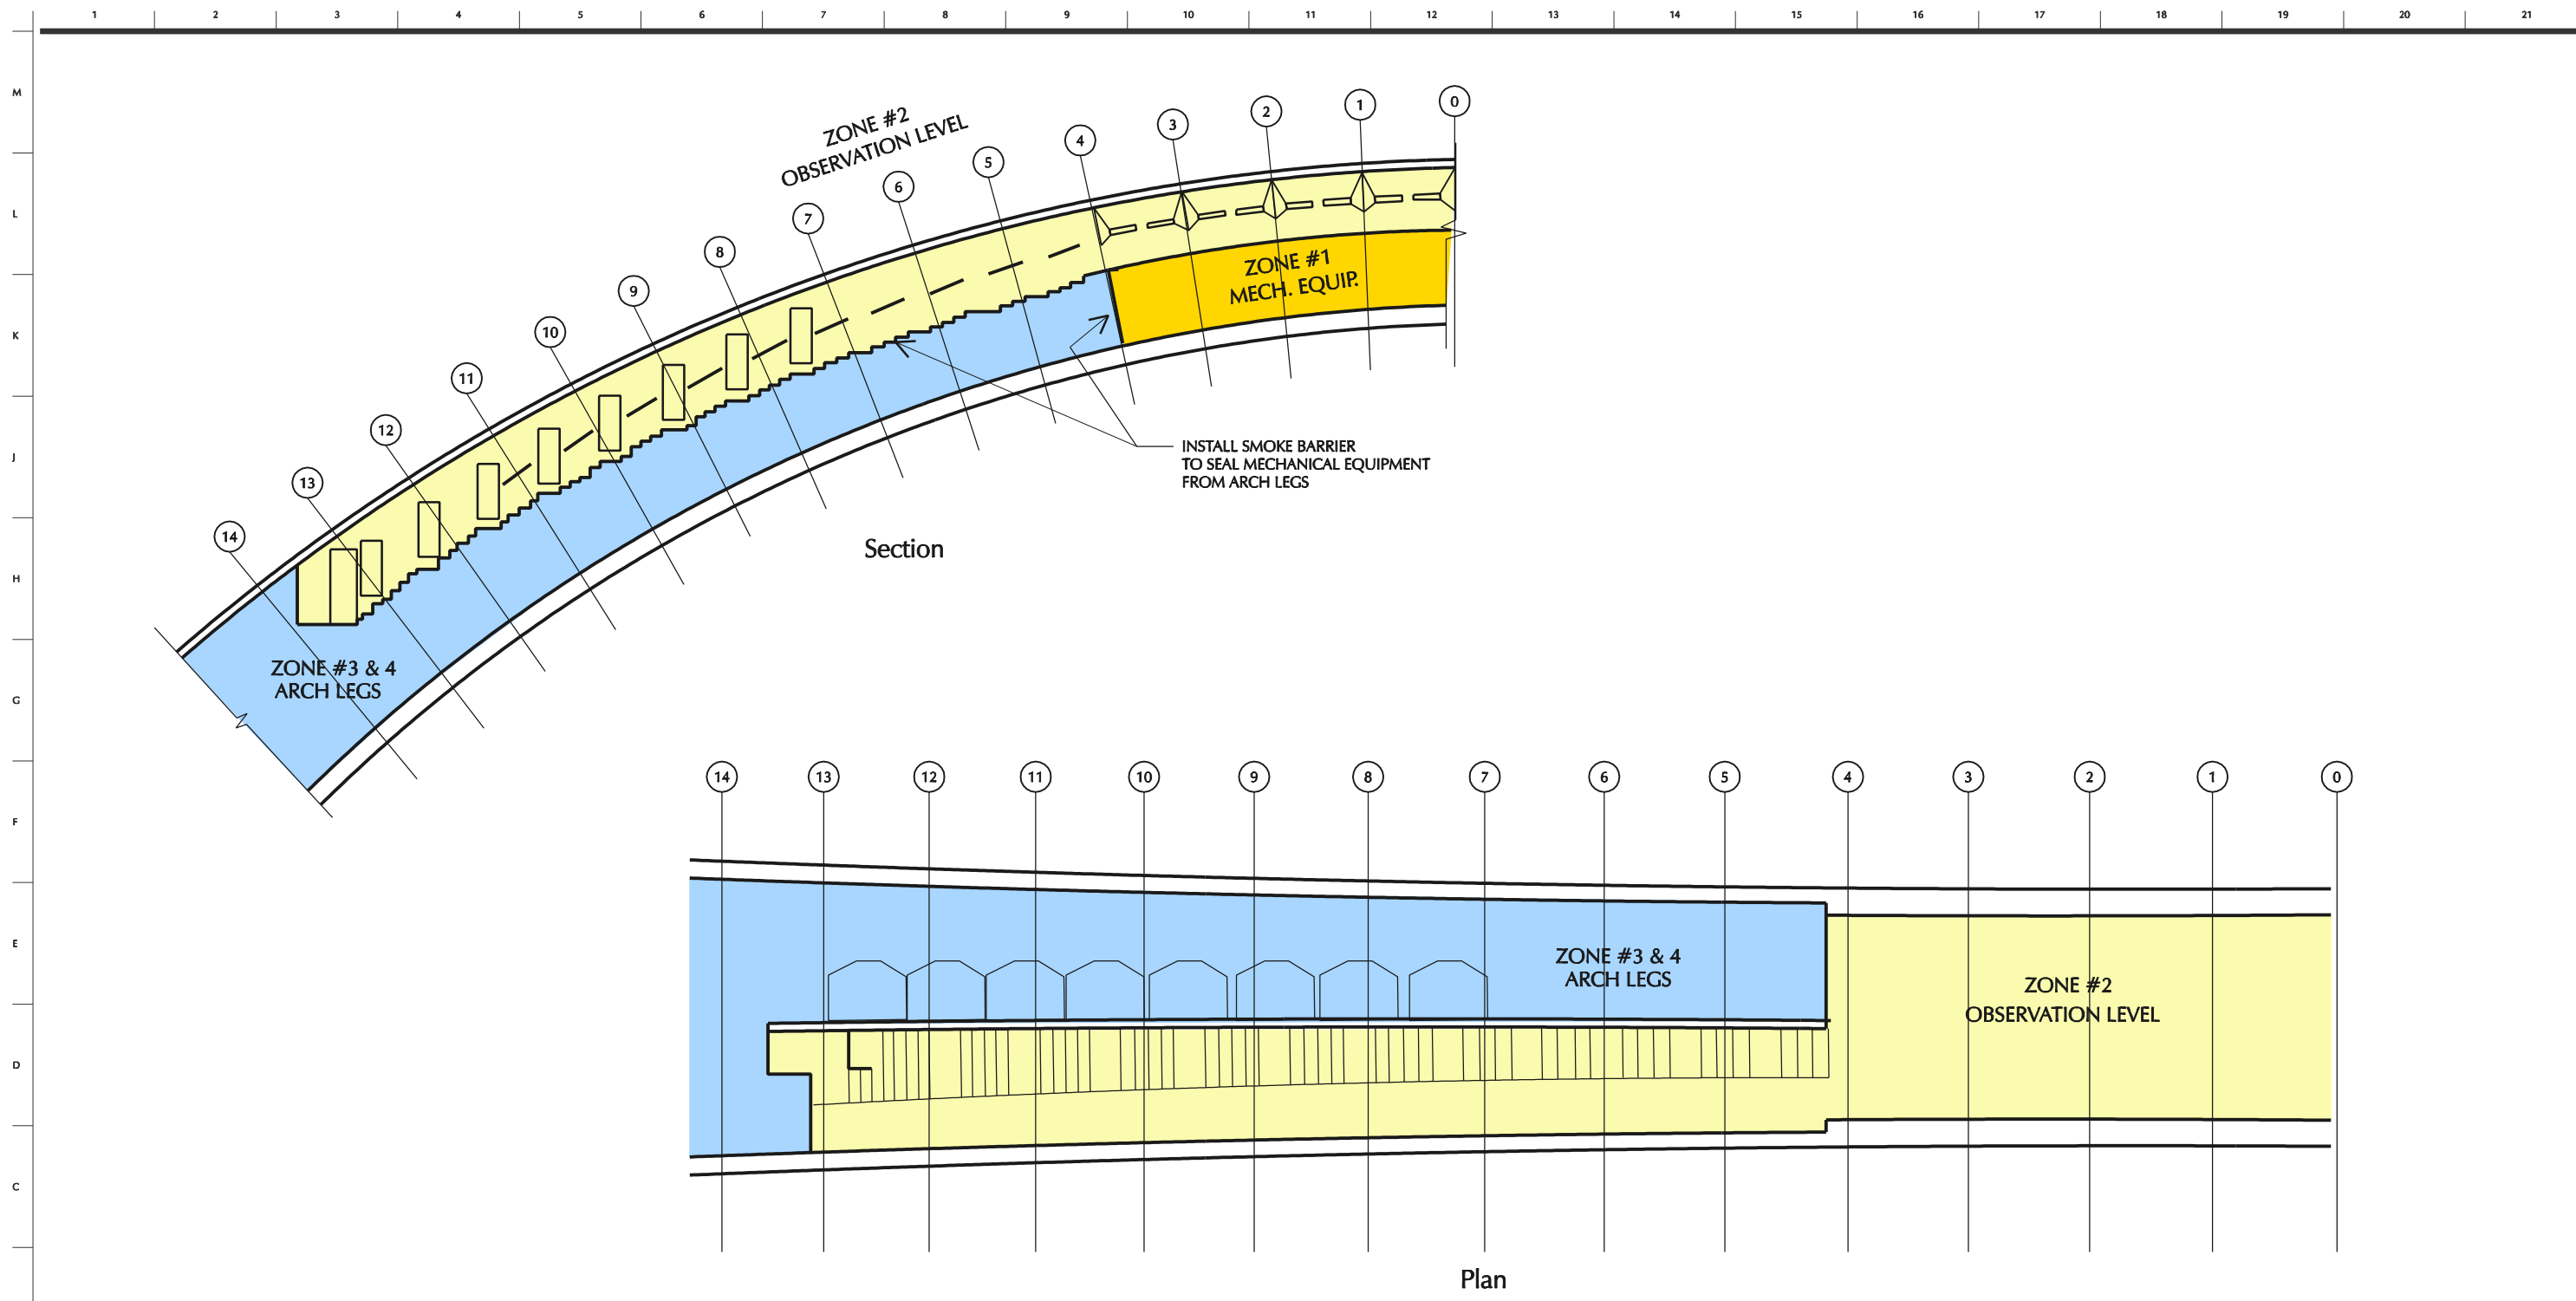 1 2 3 4 5 6 7 8 9 10 11 12 13 14 15 16 17 18 19 20 21
M
L
K
J
H
G
F
E
D
C
ZONE #2
OBSERVATION LEVEL
14 13 12 11 10 9 8 7 6 5 4 3 2 1 0
ZONE #1
MECH. EQUIP.
INSTALL SMOKE BARRIER
TO SEAL MECHANICAL EQUIPMENT
FROM ARCH LEGS
Section
ZONE #3 & 4
ARCH LEGS
14 13 12 11 10 9 8 7 6 5 4 3 2 1 0
ZONE #3 & 4
ARCH LEGS
ZONE #2
OBSERVATION LEVEL
Plan